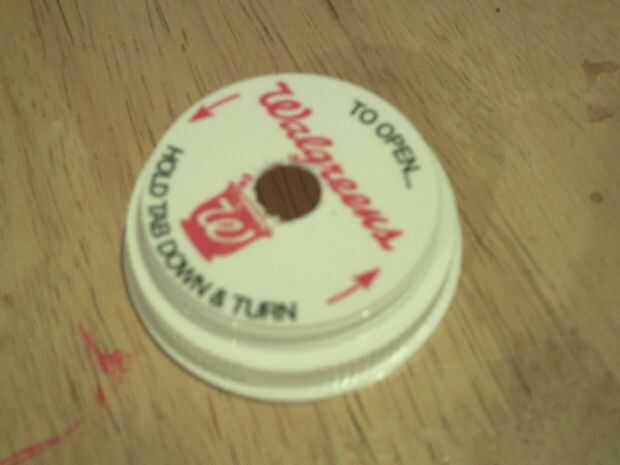 TO OPEN...
Walgreens
W
HOLD TAB DOWN & TURN